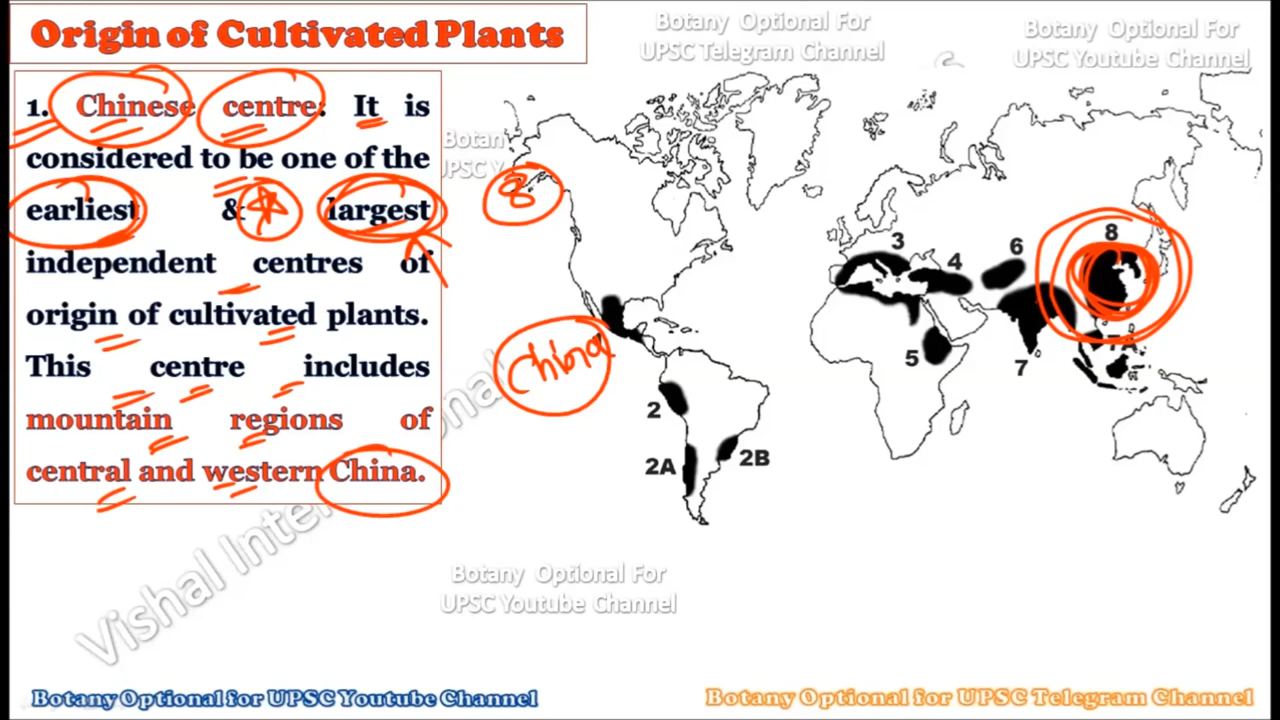 Origin of Cultivated Plants
Botany Optional For
UPSC Telegram Channel
Botany Optional For
UPSC Youtube Channel
1. Chinese centre: It is
considered to be one of the
earliest & largest
independent centres of
origin of cultivated plants.
This centre includes
mountain regions of
central and western China.
Botan
UPSC Y
8
China
3
4
6
8
5
7
2
2A
2B
Vishal Inte
onal
Botany Optional For
UPSC Youtube Channel
Botany Optional for UPSC Youtube Channel
Botany Optional for UPSC Telegram Channel